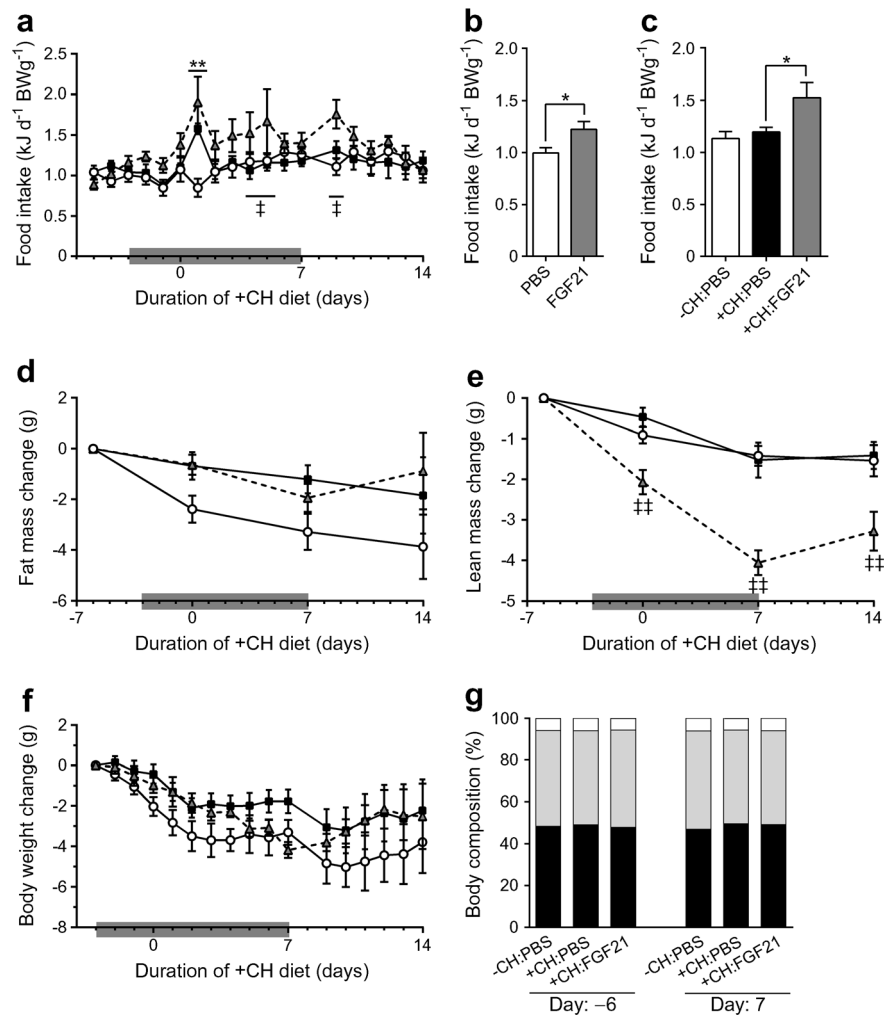 a
Food intake (kJ d⁻¹ BWg⁻¹)
2.5
2.0
1.5
1.0
0.5
0
**
‡
‡
0
7
14
Duration of +CH diet (days)
b
Food intake (kJ d⁻¹ BWg⁻¹)
2.0
1.5
1.0
0.5
0
*
PBS
FGF21
c
Food intake (kJ d⁻¹ BWg⁻¹)
2.0
1.5
1.0
0.5
0
*
-CH:PBS
+CH:PBS
+CH:FGF21
d
Fat mass change (g)
2
0
-2
-4
-6
-7
0
7
14
Duration of +CH diet (days)
e
Lean mass change (g)
0
-1
-2
-3
-4
-5
‡‡
‡‡
‡‡
-7
0
7
14
Duration of +CH diet (days)
f
Body weight change (g)
2
0
-2
-4
-6
-8
0
7
14
Duration of +CH diet (days)
g
Body composition (%)
100
80
60
40
20
0
-CH:PBS
+CH:PBS
+CH:FGF21
-CH:PBS
+CH:PBS
+CH:FGF21
Day: −6
Day: 7